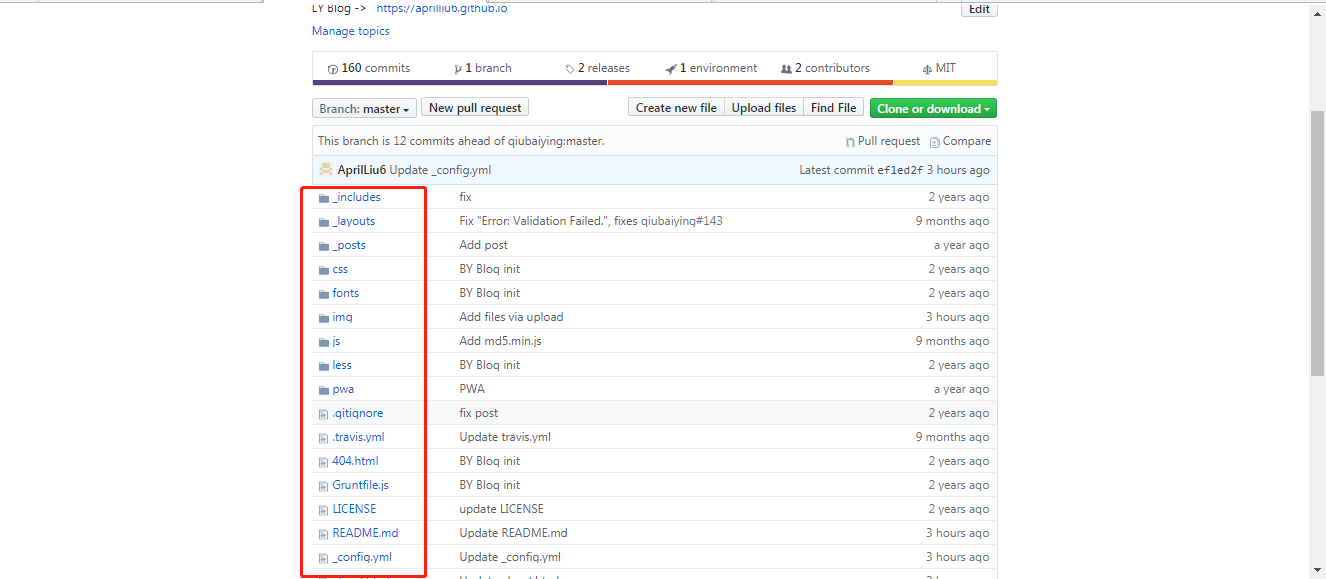 LY Blog -> https://aprilliu6.github.io Edit
Manage topics
160 commits 1 branch 2 releases 1 environment 2 contributors MIT
Branch: master New pull request Create new file Upload files Find File Clone or download
This branch is 12 commits ahead of qiubaiying:master. Pull request Compare
AprilLiu6 Update _config.yml Latest commit ef1ed2f 3 hours ago
_includes fix 2 years ago
_layouts Fix "Error: Validation Failed.", fixes qiubaiying#143 9 months ago
_posts Add post a year ago
css BY Blog init 2 years ago
fonts BY Blog init 2 years ago
img Add files via upload 3 hours ago
js Add md5.min.js 9 months ago
less BY Blog init 2 years ago
pwa PWA a year ago
.gitignore fix post 2 years ago
.travis.yml Update travis.yml 9 months ago
404.html BY Blog init 2 years ago
Gruntfile.js BY Blog init 2 years ago
LICENSE update LICENSE 2 years ago
README.md Update README.md 3 hours ago
_config.yml Update _config.yml 3 hours ago